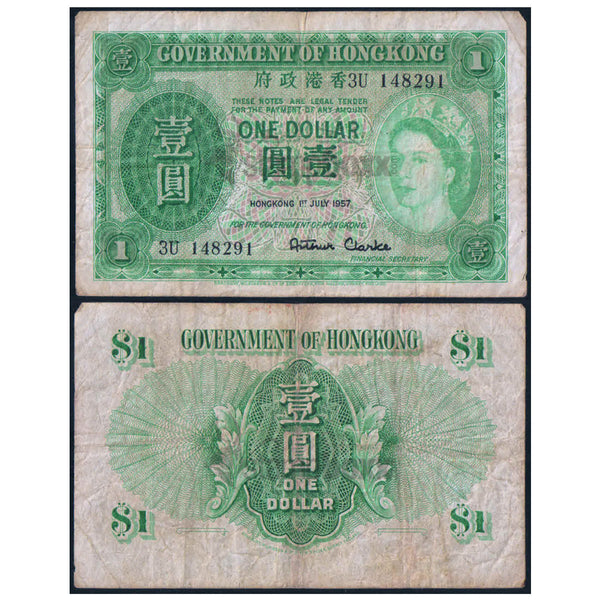 壹 GOVERNMENT OF HONGKONG 1
府政港香 3U 148291
THESE NOTES ARE LEGAL TENDER
FOR THE PAYMENT OF ANY AMOUNT
ONE DOLLAR
壹圓
圓壹
HONGKONG 1ST JULY 1957
FOR THE GOVERNMENT OF HONGKONG.
1 3U 148291 Arthur Clarke 壹
FINANCIAL SECRETARY.
$1 GOVERNMENT OF HONGKONG $1
壹圓
ONE
DOLLAR
$1 $1